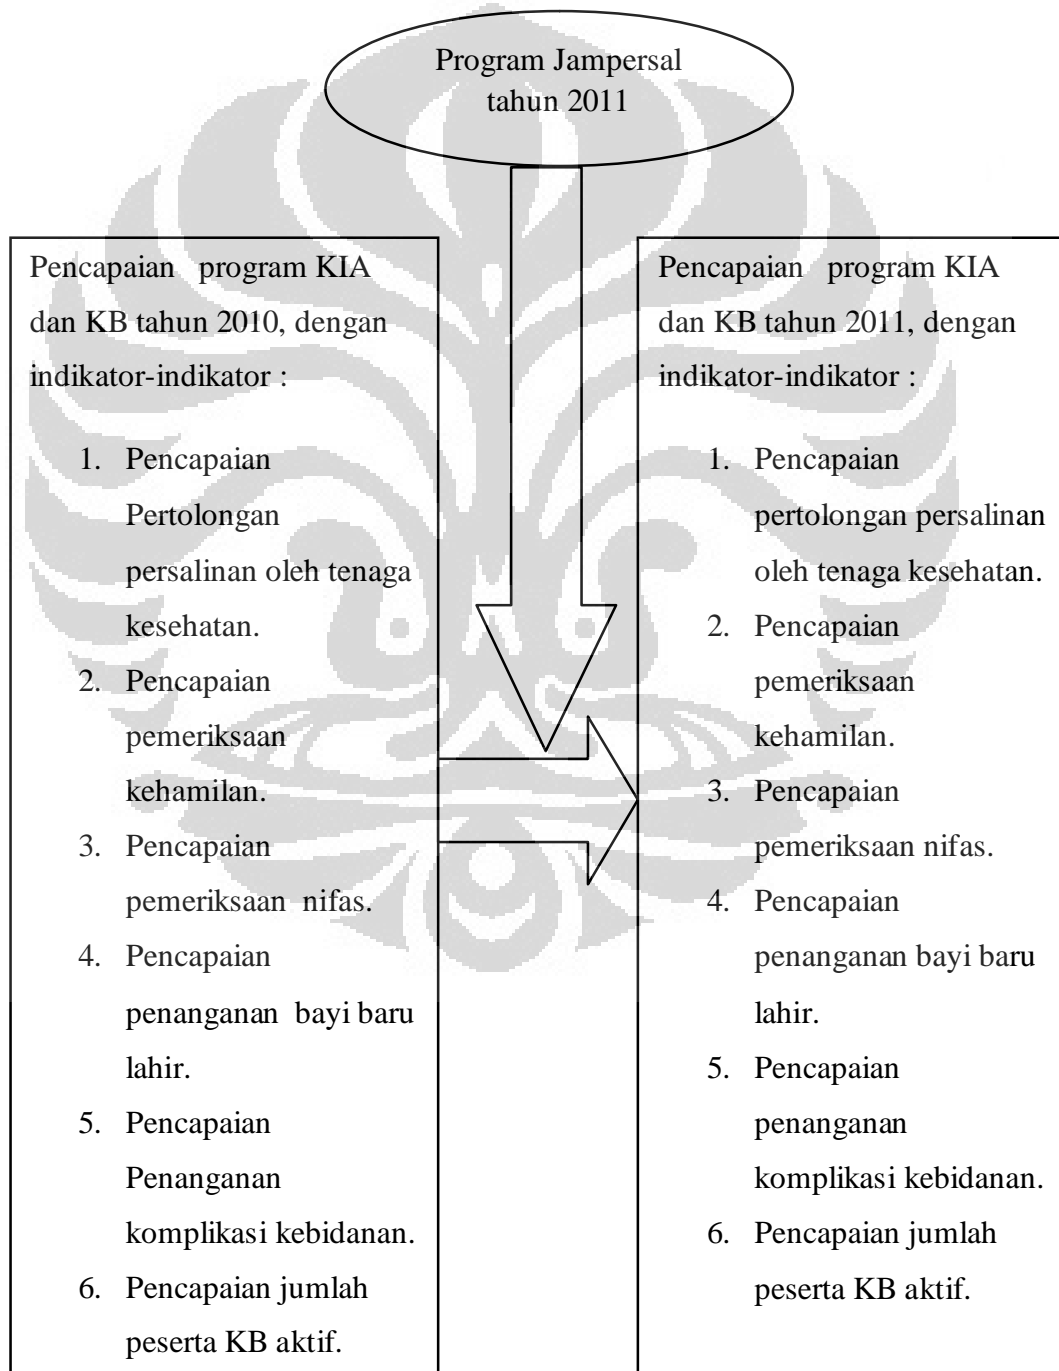 Program Jampersal
tahun 2011
Pencapaian program KIA
dan KB tahun 2010, dengan
indikator-indikator :
1. Pencapaian
Pertolongan
persalinan oleh tenaga
kesehatan.
2. Pencapaian
pemeriksaan
kehamilan.
3. Pencapaian
pemeriksaan nifas.
4. Pencapaian
penanganan bayi baru
lahir.
5. Pencapaian
Penanganan
komplikasi kebidanan.
6. Pencapaian jumlah
peserta KB aktif.
Pencapaian program KIA
dan KB tahun 2011, dengan
indikator-indikator :
1. Pencapaian
pertolongan persalinan
oleh tenaga kesehatan.
2. Pencapaian
pemeriksaan
kehamilan.
3. Pencapaian
pemeriksaan nifas.
4. Pencapaian
penanganan bayi baru
lahir.
5. Pencapaian
penanganan
komplikasi kebidanan.
6. Pencapaian jumlah
peserta KB aktif.